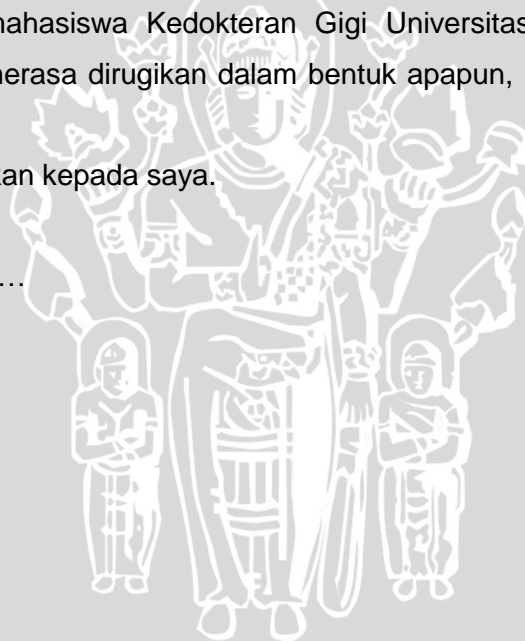 mahasiswa Kedokteran Gigi Universitas
merasa dirugikan dalam bentuk apapun,
kan kepada saya.
…